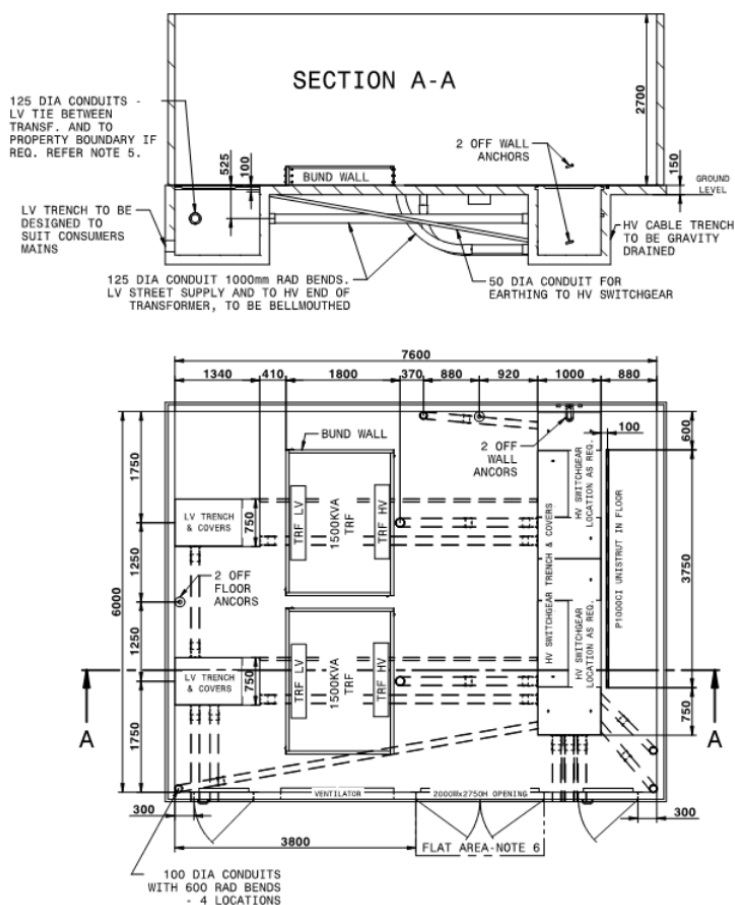 SECTION A-A
125 DIA CONDUITS -
LV TIE BETWEEN
TRANSF. AND TO
PROPERTY BOUNDARY IF
REQ. REFER NOTE 5.
525
100
2700
2 OFF WALL
ANCHORS
150
BUND WALL
GROUND
LEVEL
LV TRENCH TO BE
DESIGNED TO
SUIT CONSUMERS
MAINS
HV CABLE TRENCH
TO BE GRAVITY
DRAINED
125 DIA CONDUIT 1000mm RAD BENDS.
LV STREET SUPPLY AND TO HV END OF
TRANSFORMER, TO BE BELLMOUTHED
50 DIA CONDUIT FOR
EARTHING TO HV SWITCHGEAR
7600
1340
410
1800
370
880
920
1000
880
BUND WALL
2 OFF
WALL
ANCORS
100
600
1750
LV TRENCH
& COVERS
750
TRF LV
1500KVA
TRF
TRF HV
HV SWITCHGEAR
LOCATION AS REQ.
HV SWITCHGEAR TRENCH & COVERS
P1000CI UNISTRUT IN FLOOR
3750
6000
1250
2 OFF
FLOOR
ANCORS
1250
LV TRENCH
& COVERS
750
TRF LV
1500KVA
TRF
TRF HV
HV SWITCHGEAR
LOCATION AS REQ.
A
A
1750
750
VENTILATOR
2000Wx2750H OPENING
300
300
3800
FLAT AREA-NOTE 6
100 DIA CONDUITS
WITH 600 RAD BENDS
- 4 LOCATIONS